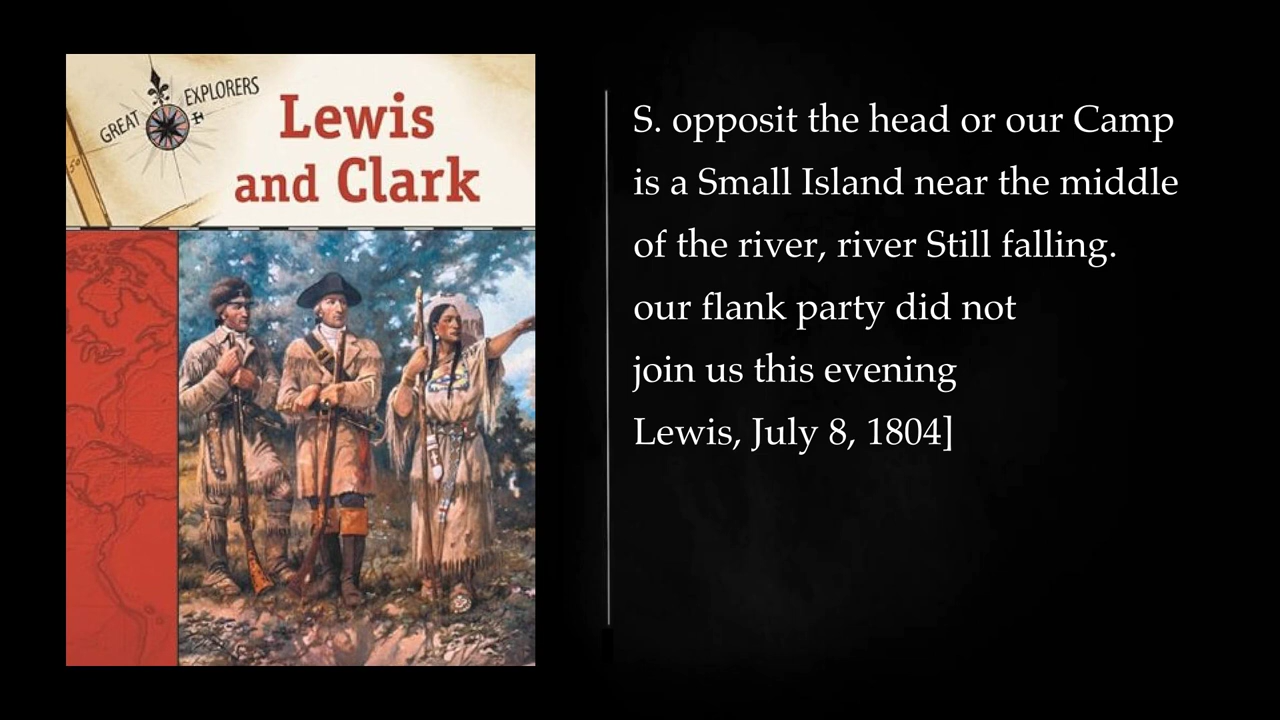 GREAT EXPLORERS
Lewis
and Clark
50
S. opposit the head or our Camp
is a Small Island near the middle
of the river, river Still falling.
our flank party did not
join us this evening
Lewis, July 8, 1804]